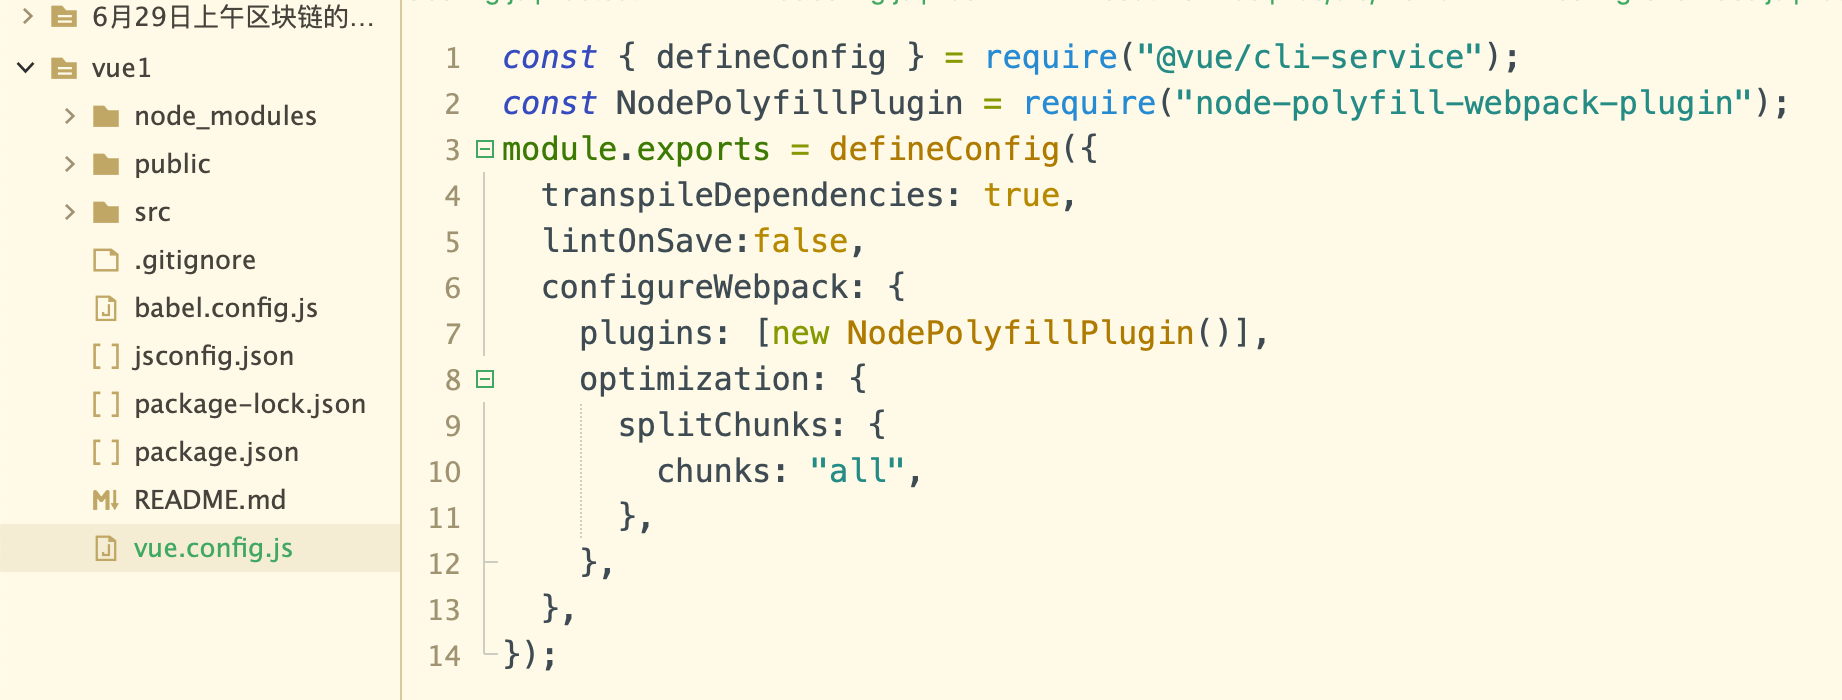 6月29日上午区块链的...
vue1
node_modules
public
src
.gitignore
babel.config.js
jsconfig.json
package-lock.json
package.json
README.md
vue.config.js
1 const { defineConfig } = require("@vue/cli-service");
2 const NodePolyfillPlugin = require("node-polyfill-webpack-plugin");
3 module.exports = defineConfig({
4 transpileDependencies: true,
5 lintOnSave:false,
6 configureWebpack: {
7 plugins: [new NodePolyfillPlugin()],
8 optimization: {
9 splitChunks: {
10 chunks: "all",
11 },
12 },
13 },
14 });